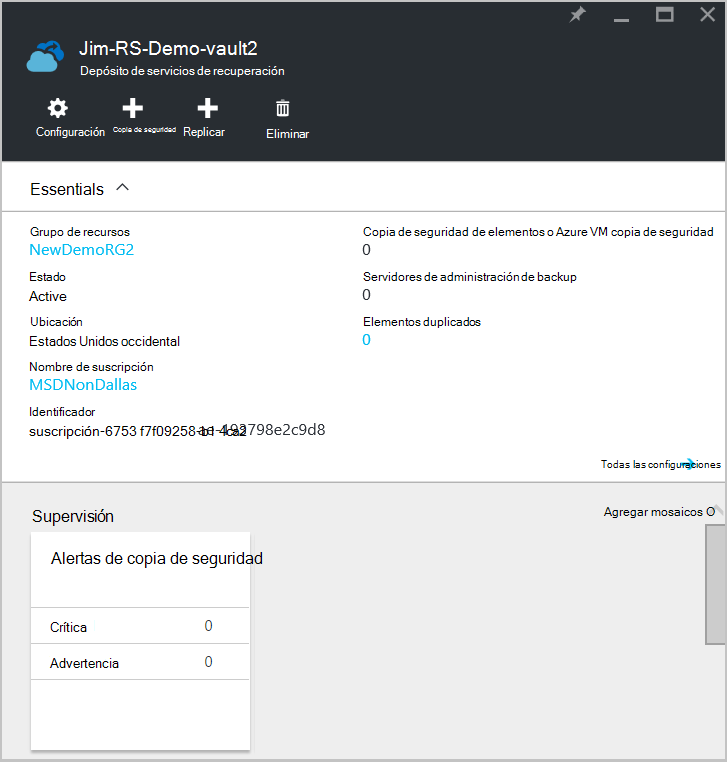 Jim-RS-Demo-vault2
Depósito de servicios de recuperación
Configuración
Copia de seguridad
Replicar
Eliminar
Essentials
Grupo de recursos
NewDemoRG2
Estado
Active
Ubicación
Estados Unidos occidental
Nombre de suscripción
MSDNonDallas
Identificador
suscripción-6753 f7f09258-b1-4ca2
Copia de seguridad de elementos o Azure VM copia de seguridad
0
Servidores de administración de backup
0
Elementos duplicados
0
Todas las configuraciones
Supervisión
Agregar mosaicos O
Alertas de copia de seguridad
Crítica 0
Advertencia 0